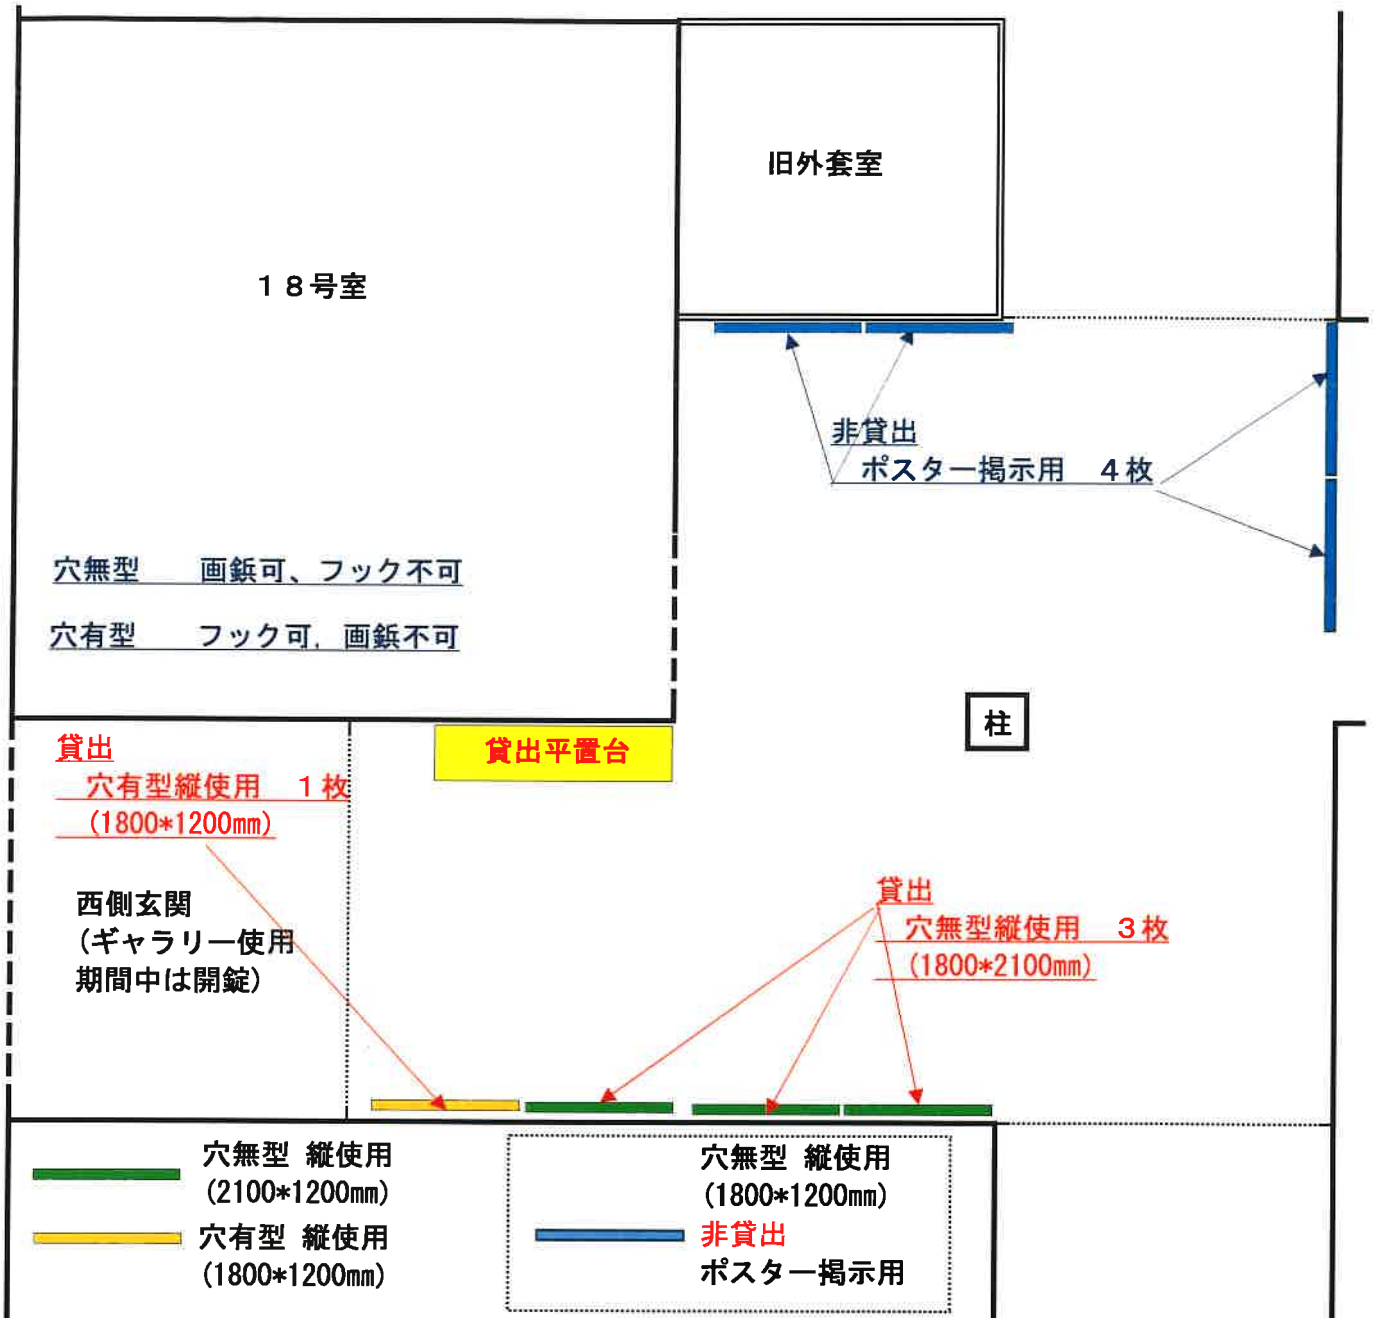 旧外套室
１８号室
非貸出
ポスター掲示用　４枚
穴無型　　画鋲可、フック不可
穴有型　　フック可，画鋲不可
柱
貸出平置台
貸出
穴有型縦使用　１枚
(1800*1200mm)
西側玄関
(ギャラリー使用
期間中は開錠)
貸出
穴無型縦使用　３枚
(1800*2100mm)
穴無型 縦使用
(2100*1200mm)
穴有型 縦使用
(1800*1200mm)
穴無型 縦使用
(1800*1200mm)
非貸出
ポスター掲示用